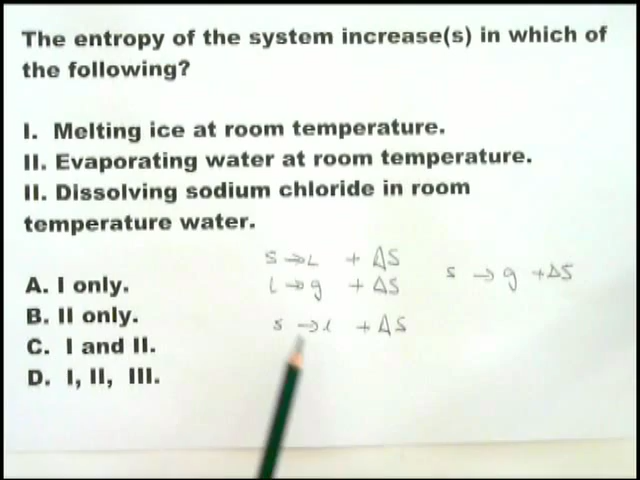 The entropy of the system increase(s) in which of
the following?
I. Melting ice at room temperature.
II. Evaporating water at room temperature.
II. Dissolving sodium chloride in room
temperature water.
s → L + ΔS
l → g + ΔS
s → g + ΔS
s → l + ΔS
A. I only.
B. II only.
C. I and II.
D. I, II, III.